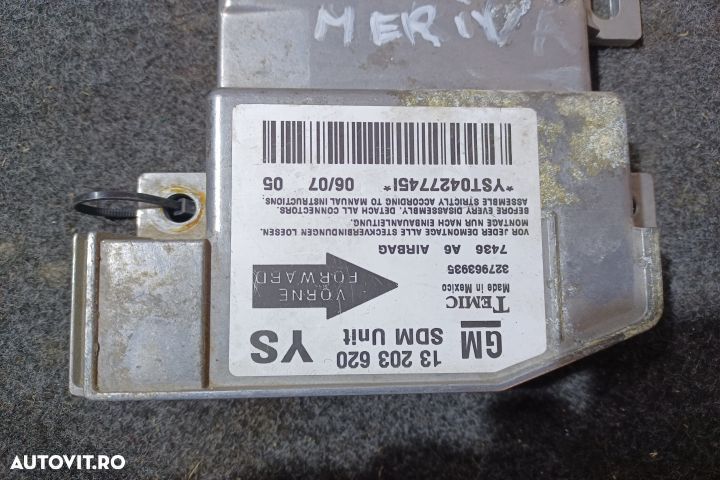 MERIVA
13 203 620
GM
SDM Unit
YS
TEMIC
Made in Mexico
327963935
VORNE
FORWARD
7436 A6 AIRBAG
VOR JEDER DEMONTAGE ALLE STECKERBINDUNGEN LOESEN.
MONTAGE NUR NACH EINBAUANLEITUNG.
BEFORE EVERY DISASSEMBLY. DETACH ALL CONNECTORS.
ASSEMBLE STRICTLY ACCORDING TO MANUAL INSTRUCTIONS.
*YST04277745I* 06/07 05
AUTOVIT.RO